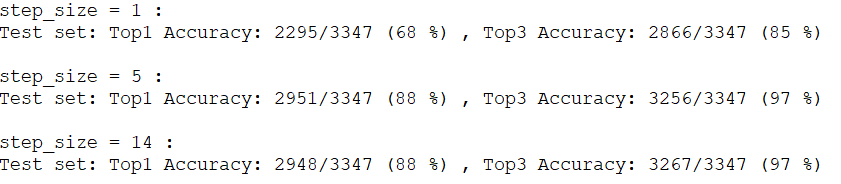 step_size = 1 :
Test set: Top1 Accuracy: 2295/3347 (68 %) , Top3 Accuracy: 2866/3347 (85 %)
step_size = 5 :
Test set: Top1 Accuracy: 2951/3347 (88 %) , Top3 Accuracy: 3256/3347 (97 %)
step_size = 14 :
Test set: Top1 Accuracy: 2948/3347 (88 %) , Top3 Accuracy: 3267/3347 (97 %)